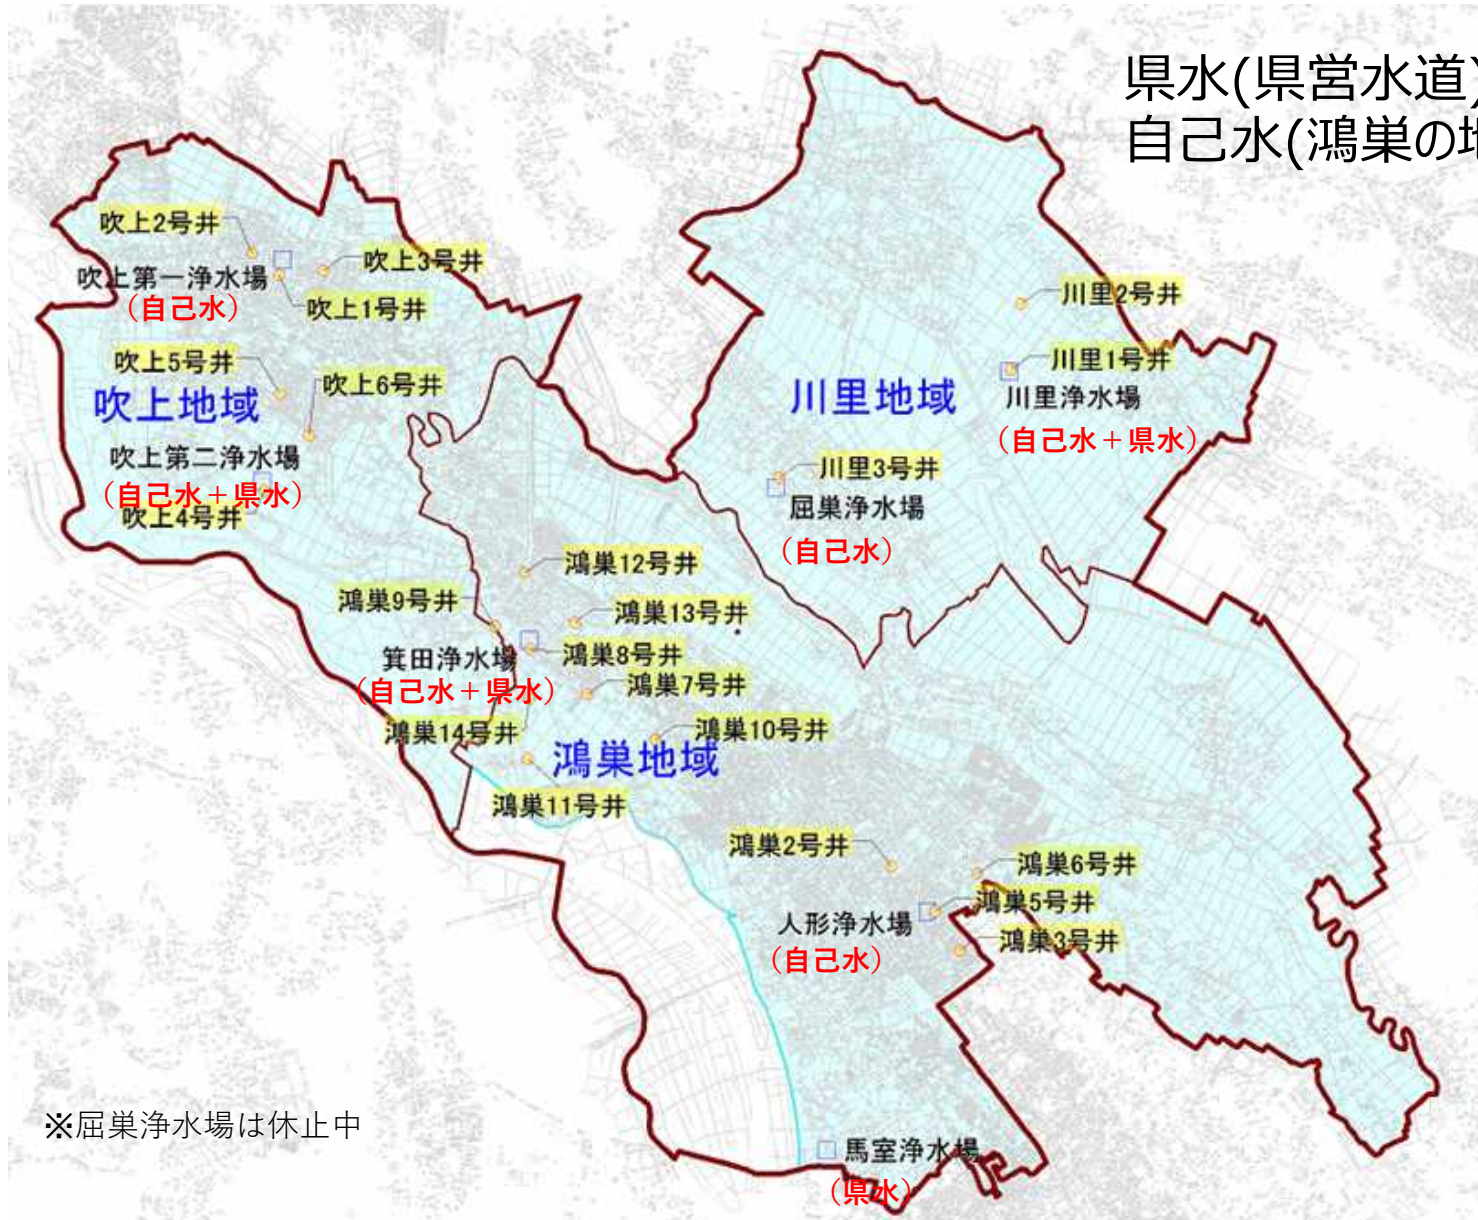 県水(県営水道)
自己水(鴻巣の地
吹上2号井
吹上3号井
吹上第一浄水場
(自己水)
吹上1号井
吹上5号井
吹上6号井
吹上地域
吹上第二浄水場
(自己水+県水)
吹上4号井
川里2号井
川里1号井
川里地域
川里浄水場
(自己水+県水)
川里3号井
屈巣浄水場
(自己水)
鴻巣12号井
鴻巣9号井
鴻巣13号井
鴻巣8号井
箕田浄水場
(自己水+県水)
鴻巣7号井
鴻巣14号井
鴻巣10号井
鴻巣地域
鴻巣11号井
鴻巣2号井
鴻巣6号井
鴻巣5号井
人形浄水場
(自己水)
鴻巣3号井
※屈巣浄水場は休止中
馬室浄水場
(県水)